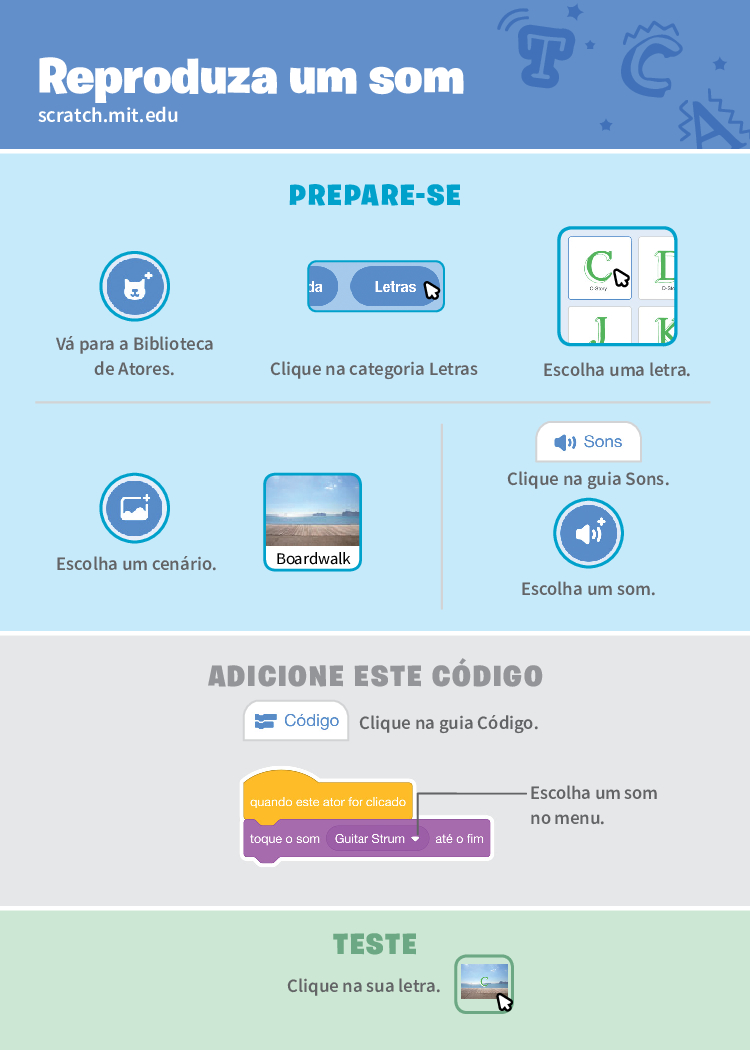 Reproduza um som
scratch.mit.edu
T
C
A
PREPARE-SE
da
Letras
C
C-Story
D
D-Sto
J
K
Vá para a Biblioteca
de Atores.
Clique na categoria Letras
Escolha uma letra.
Escolha um cenário.
Boardwalk
Sons
Clique na guia Sons.
Escolha um som.
ADICIONE ESTE CÓDIGO
Código
Clique na guia Código.
quando este ator for clicado
toque o som Guitar Strum até o fim
Escolha um som
no menu.
TESTE
Clique na sua letra.
C